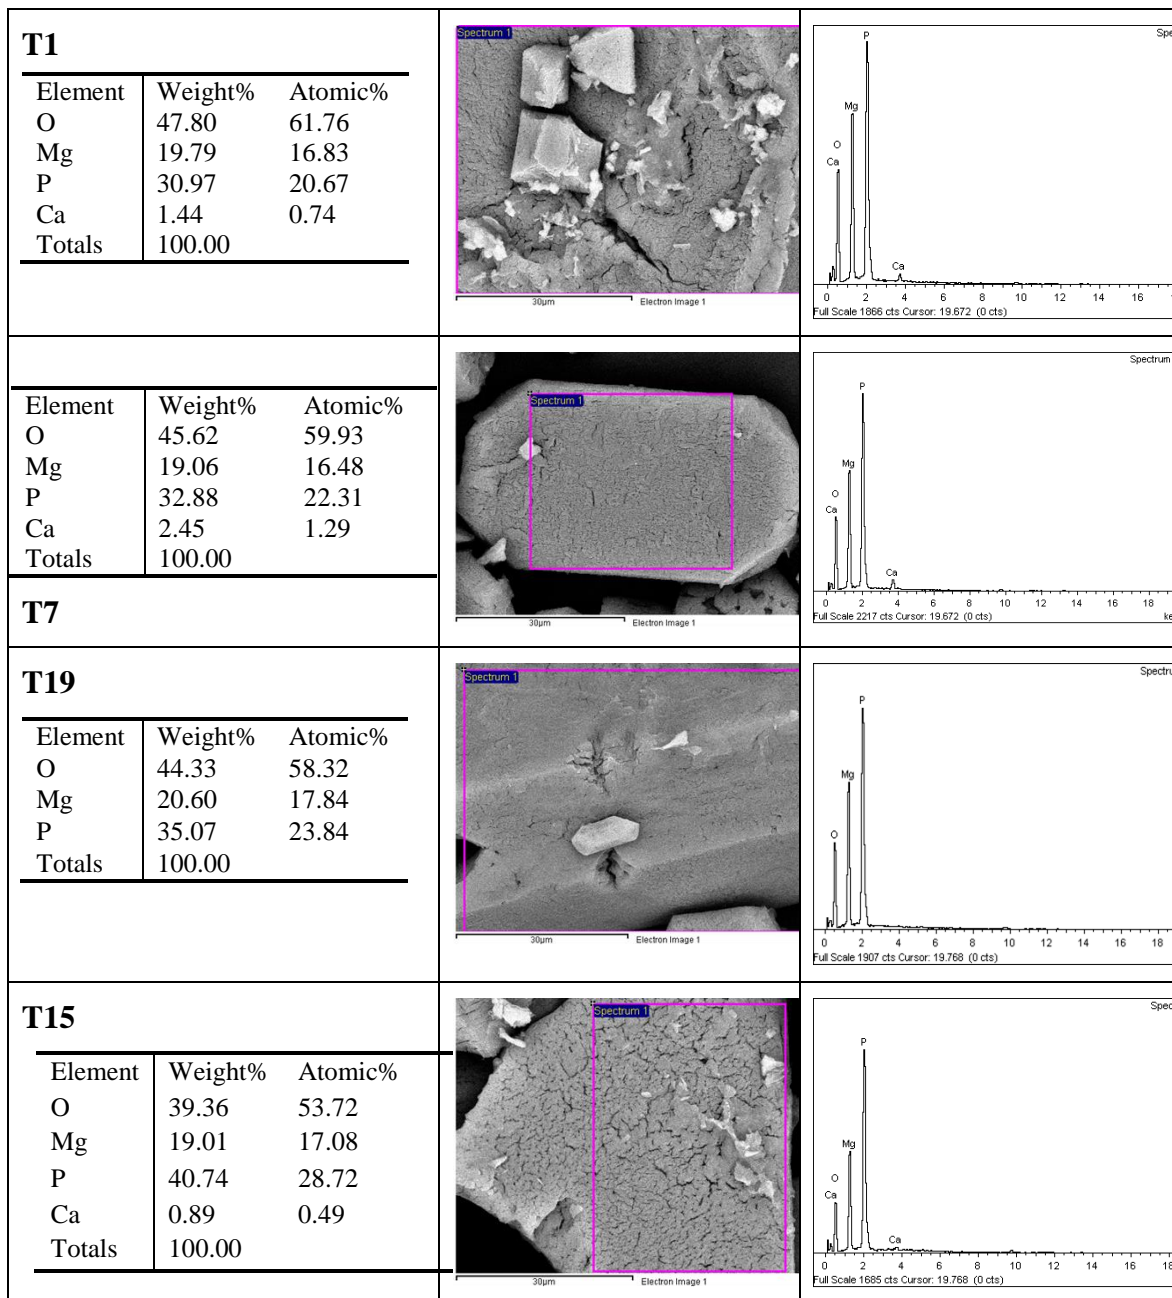 T1
Element Weight% Atomic%
O 47.80 61.76
Mg 19.79 16.83
P 30.97 20.67
Ca 1.44 0.74
Totals 100.00
Spectrum 1
30µm Electron Image 1
Spe
P
Mg
O
Ca
Ca
0 2 4 6 8 10 12 14 16 1
Full Scale 1866 cts Cursor: 19.672 (0 cts)
Element Weight% Atomic%
O 45.62 59.93
Mg 19.06 16.48
P 32.88 22.31
Ca 2.45 1.29
Totals 100.00
T7
Spectrum 1
30µm Electron Image 1
Spectrum
P
Mg
O
Ca
Ca
0 2 4 6 8 10 12 14 16 18
Full Scale 2217 cts Cursor: 19.672 (0 cts) ke
T19
Element Weight% Atomic%
O 44.33 58.32
Mg 20.60 17.84
P 35.07 23.84
Totals 100.00
Spectrum 1
30µm Electron Image 1
Spectru
P
Mg
O
0 2 4 6 8 10 12 14 16 18
Full Scale 1907 cts Cursor: 19.768 (0 cts)
T15
Element Weight% Atomic%
O 39.36 53.72
Mg 19.01 17.08
P 40.74 28.72
Ca 0.89 0.49
Totals 100.00
Spectrum 1
30µm Electron Image 1
Spec
P
Mg
O
Ca
Ca
0 2 4 6 8 10 12 14 16 18
Full Scale 1685 cts Cursor: 19.768 (0 cts)